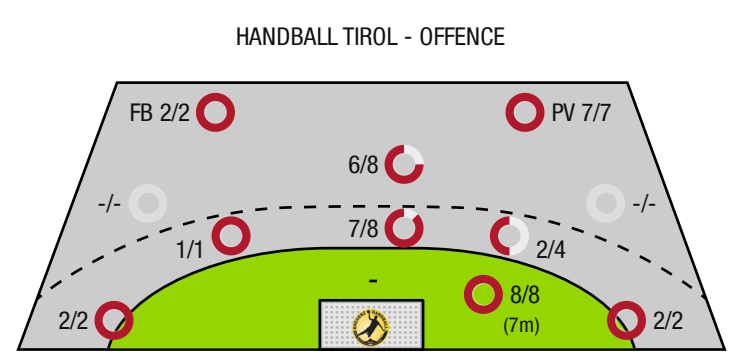 HANDBALL TIROL - OFFENCE
FB 2/2
PV 7/7
6/8
-/-
-/-
7/8
1/1
2/4
-
8/8
(7m)
2/2
2/2